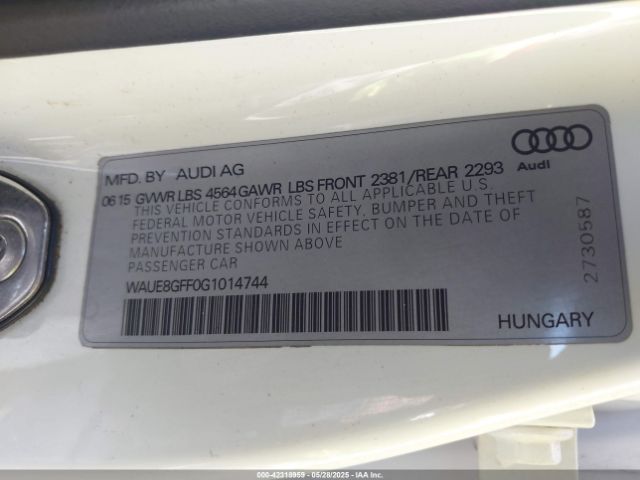 MFD. BY AUDI AG
Audi
0615 GVWR LBS 4564 GAWR LBS FRONT 2381/REAR 2293
THIS VEHICLE CONFORMS TO ALL APPLICABLE U.S.
FEDERAL MOTOR VEHICLE SAFETY, BUMPER AND THEFT
PREVENTION STANDARDS IN EFFECT ON THE DATE OF
MANUFACTURE SHOWN ABOVE
PASSENGER CAR
WAUE8GFF0G1014744
2730587
HUNGARY
000-42318959 — 05/28/2025 — IAA, Inc.